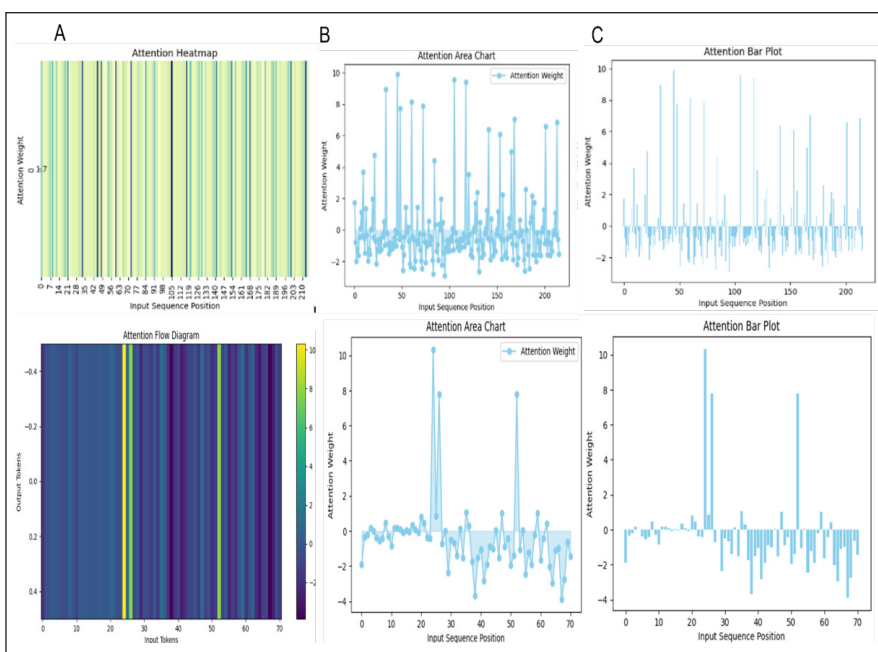 A
B
C
Attention Heatmap
Attention Weight
0 7 14 21 28 35 42 49 56 63 70 77 84 91 98 105 112 119 126 133 140 147 154 161 168 175 182 189 196 203 210
Input Sequence Position
Attention Area Chart
Attention Weight
10
8
6
4
2
0
−2
Attention Weight
0 50 100 150 200
Input Sequence Position
Attention Bar Plot
10
8
6
4
2
0
−2
Attention Weight
0 50 100 150 200
Input Sequence Position
Attention Flow Diagram
−0.4
−0.2
0.0
0.2
0.4
Output Tokens
0 10 20 30 40 50 60 70
Input Tokens
10
8
6
4
2
0
−2
Attention Area Chart
Attention Weight
10
8
6
4
2
0
−2
−4
Attention Weight
0 10 20 30 40 50 60 70
Input Sequence Position
Attention Bar Plot
10
8
6
4
2
0
−2
−4
Attention Weight
0 10 20 30 40 50 60 70
Input Sequence Position